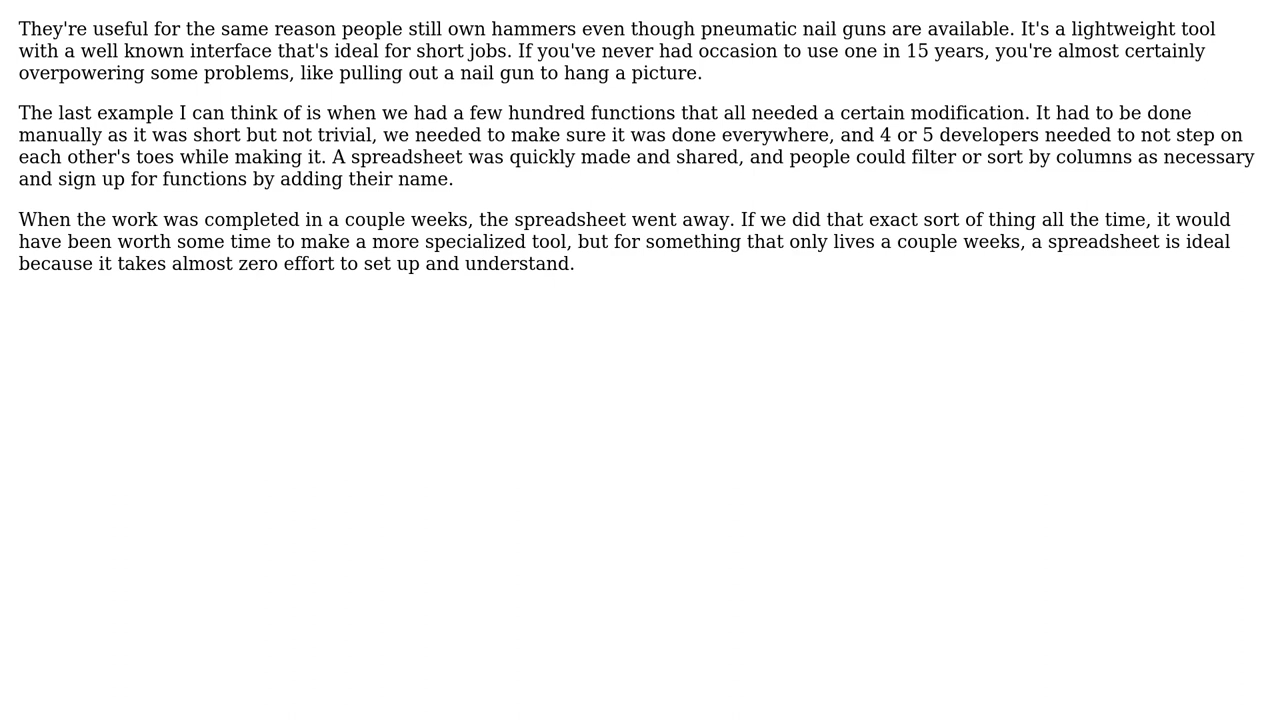 They're useful for the same reason people still own hammers even though pneumatic nail guns are available. It's a lightweight tool
with a well known interface that's ideal for short jobs. If you've never had occasion to use one in 15 years, you're almost certainly
overpowering some problems, like pulling out a nail gun to hang a picture.
The last example I can think of is when we had a few hundred functions that all needed a certain modification. It had to be done
manually as it was short but not trivial, we needed to make sure it was done everywhere, and 4 or 5 developers needed to not step on
each other's toes while making it. A spreadsheet was quickly made and shared, and people could filter or sort by columns as necessary
and sign up for functions by adding their name.
When the work was completed in a couple weeks, the spreadsheet went away. If we did that exact sort of thing all the time, it would
have been worth some time to make a more specialized tool, but for something that only lives a couple weeks, a spreadsheet is ideal
because it takes almost zero effort to set up and understand.